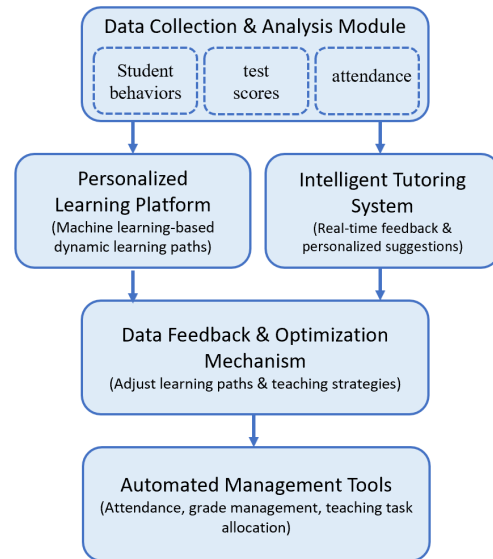 Data Collection & Analysis Module
Student
behaviors
test
scores
attendance
Personalized
Learning Platform
(Machine learning-based
dynamic learning paths)
Intelligent Tutoring
System
(Real-time feedback &
personalized suggestions)
Data Feedback & Optimization
Mechanism
(Adjust learning paths & teaching strategies)
Automated Management Tools
(Attendance, grade management, teaching task
allocation)